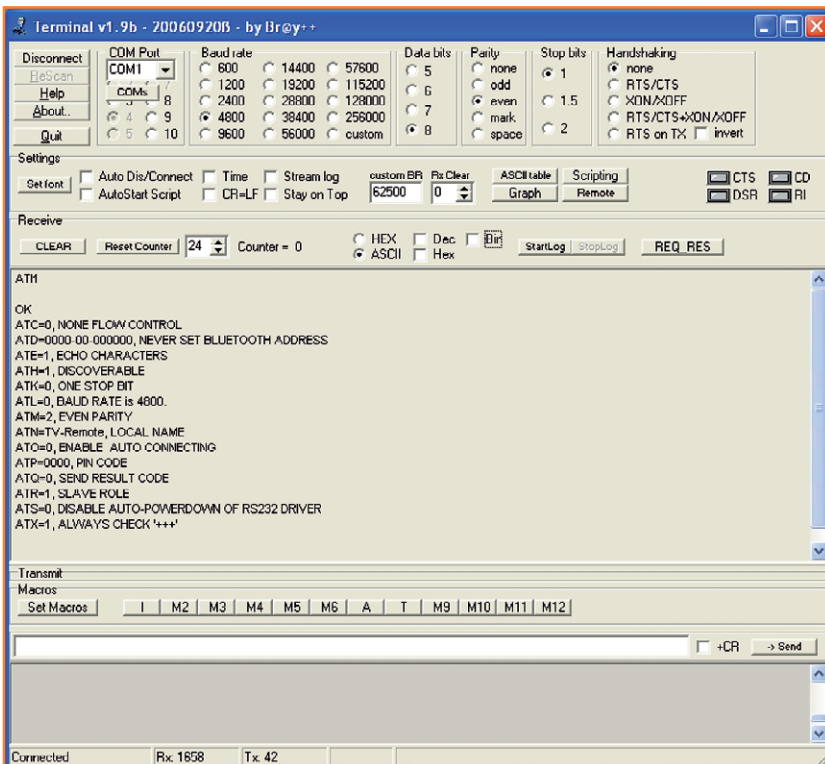 Terminal v1.9b - 20060920ß - by Br@y++
Disconnect
ReScan
Help
About..
Quit
COM Port
COM1
COMs
3 8
4 9
5 10
Baud rate
600 14400 57600
1200 19200 115200
2400 28800 128000
4800 38400 256000
9600 56000 custom
Data bits
5
6
7
8
Parity
none
odd
even
mark
space
Stop bits
1
1.5
2
Handshaking
none
RTS/CTS
XON/XOFF
RTS/CTS+XON/XOFF
RTS on TX invert
Settings
Set font
Auto Dis/Connect Time Stream log
AutoStart Script CR=LF Stay on Top
custom BR Rx Clear
62500 0
ASCII table Scripting
Graph Remote
CTS CD
DSR RI
Receive
CLEAR Reset Counter 24 Counter = 0
HEX Dec Bin
ASCII Hex
StartLog StopLog REQ_RES
OK
ATC=0, NONE FLOW CONTROL
ATD=0000-00-000000, NEVER SET BLUETOOTH ADDRESS
ATE=1, ECHO CHARACTERS
ATH=1, DISCOVERABLE
ATK=0, ONE STOP BIT
ATL=0, BAUD RATE is 4800.
ATM=2, EVEN PARITY
ATN=TV-Remote, LOCAL NAME
ATO=0, ENABLE AUTO CONNECTING
ATP=0000, PIN CODE
ATQ=0, SEND RESULT CODE
ATR=1, SLAVE ROLE
ATS=0, DISABLE AUTO-POWERDOWN OF RS232 DRIVER
ATX=1, ALWAYS CHECK '+++'
Transmit
Macros
Set Macros I M2 M3 M4 M5 M6 A T M9 M10 M11 M12
+CR -> Send
Connected Rx: 1658 Tx: 42